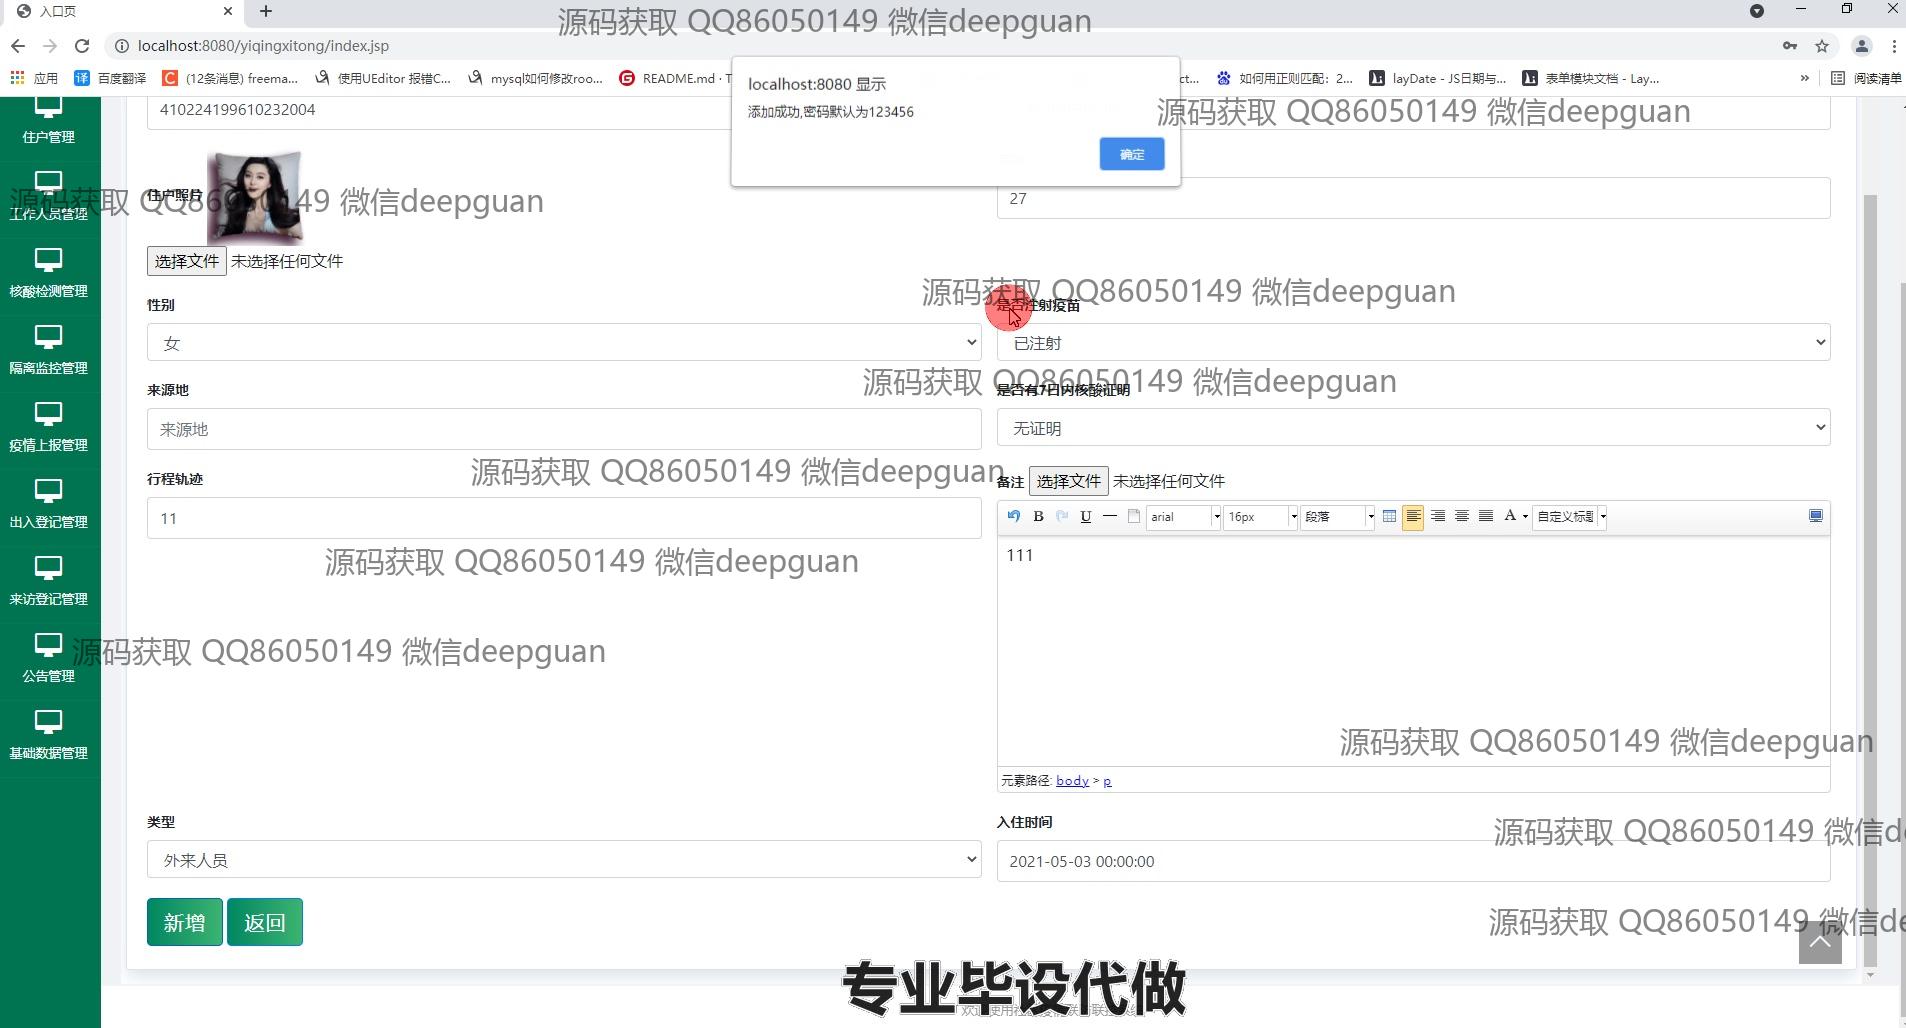 入口页
源码获取 QQ86050149 微信deepguan
localhost:8080/yiqingxitong/index.jsp
应用 百度翻译 (12条消息) freema... 使用UEditor 报错C... mysql如何修改roo... README.md · T ct... 如何用正则匹配：2... layDate - JS日期与... 表单模块文档 - Lay... » 阅读清单
localhost:8080 显示
添加成功,密码默认为123456
确定
410224199610232004
源码获取 QQ86050149 微信deepguan
住户管理
住户照片
源码获取 QQ86050149 微信deepguan
27
工作人员管理
选择文件 未选择任何文件
核酸检测管理
源码获取 QQ86050149 微信deepguan
性别
是否注射疫苗
女
已注射
隔离监控管理
源码获取 QQ86050149 微信deepguan
来源地
是否有7日内核酸证明
来源地
无证明
疫情上报管理
源码获取 QQ86050149 微信deepguan
行程轨迹
备注 选择文件 未选择任何文件
11
B U arial 16px 段落 A 自定义标题
出入登记管理
111
源码获取 QQ86050149 微信deepguan
来访登记管理
源码获取 QQ86050149 微信deepguan
公告管理
源码获取 QQ86050149 微信deepguan
基础数据管理
元素路径: body > p
类型
入住时间
源码获取 QQ86050149 微信d
外来人员
2021-05-03 00:00:00
新增 返回
源码获取 QQ86050149 微信de
专业毕设代做